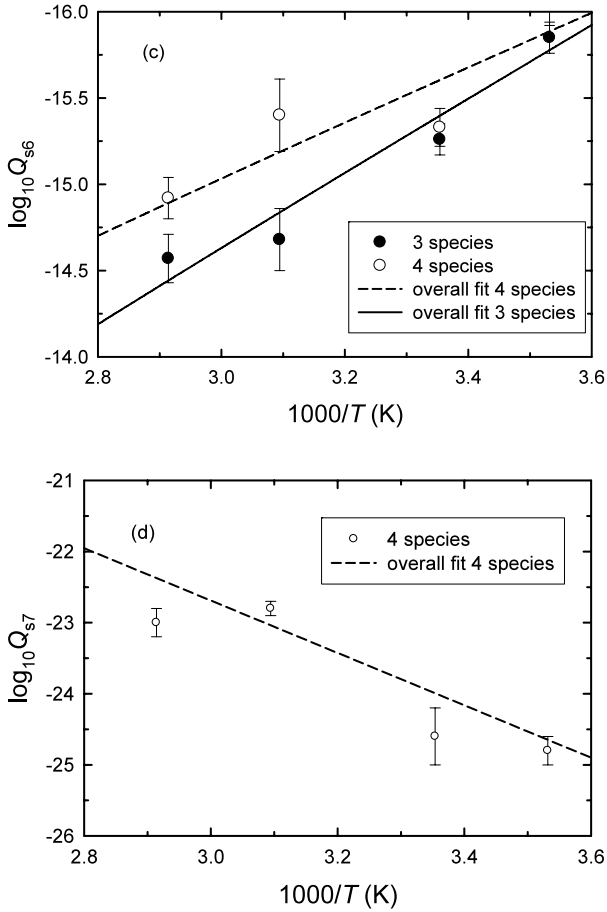 -16.0
(c)
-15.5
-15.0
-14.5
-14.0
log10Qs6
3 species
4 species
overall fit 4 species
overall fit 3 species
2.8 3.0 3.2 3.4 3.6
1000/T (K)
-21
(d)
-22
-23
-24
-25
-26
log10Qs7
4 species
overall fit 4 species
2.8 3.0 3.2 3.4 3.6
1000/T (K)